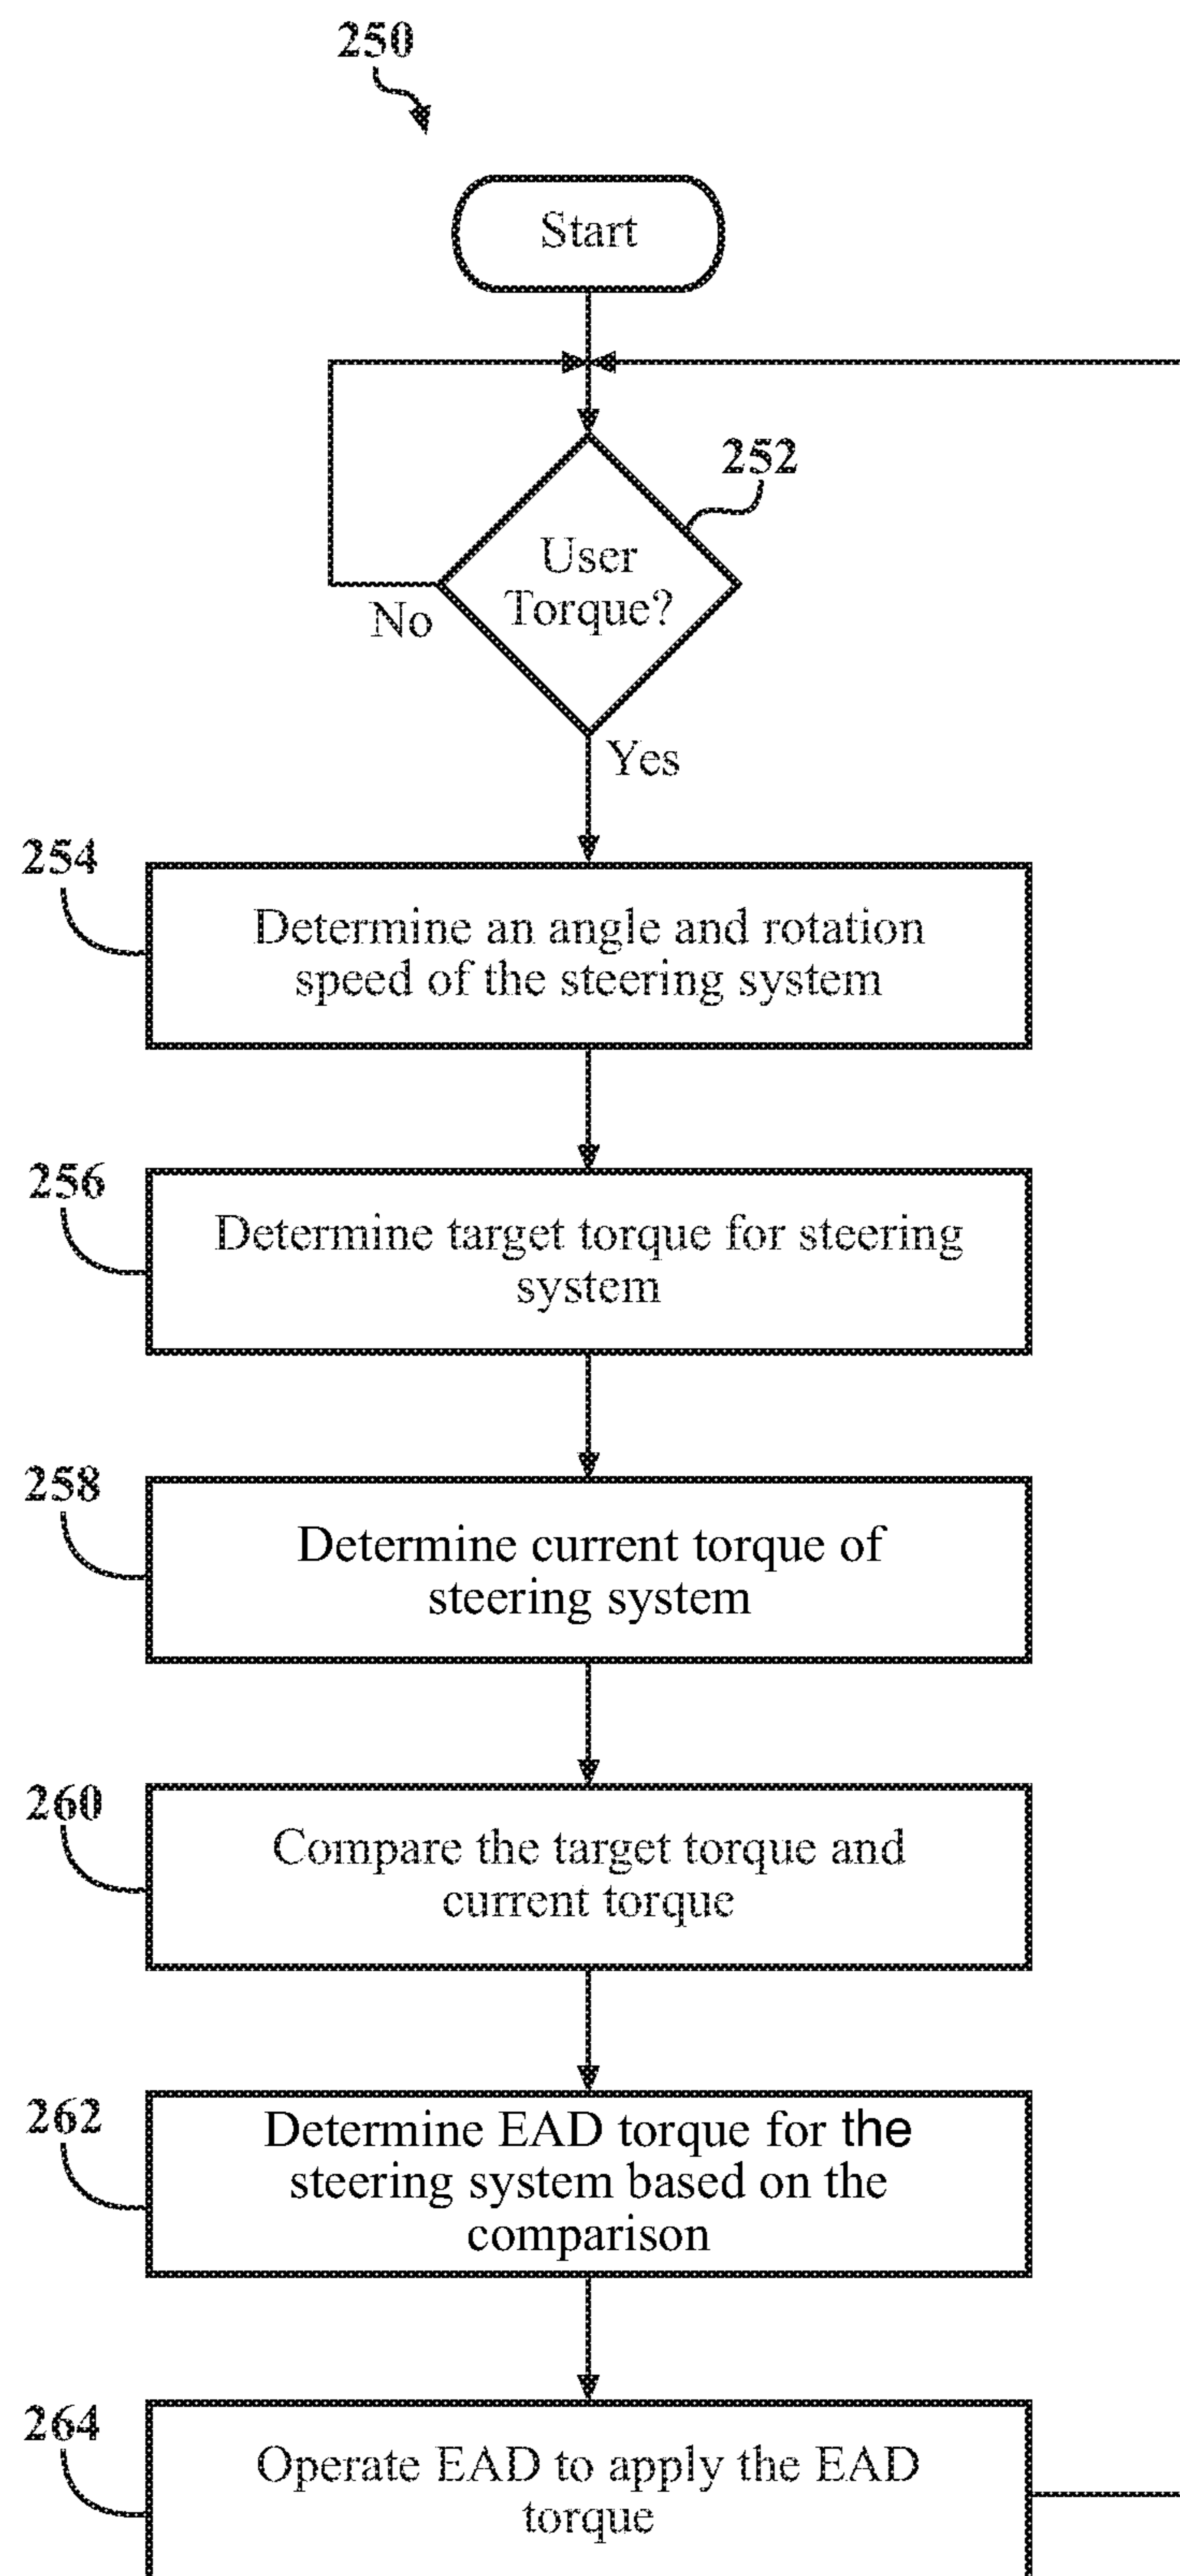 250
Start
252
User
Torque?
No
Yes
254
Determine an angle and rotation
speed of the steering system
256
Determine target torque for steering
system
258
Determine current torque of
steering system
260
Compare the target torque and
current torque
262
Determine EAD torque for the
steering system based on the
comparison
264
Operate EAD to apply the EAD
torque